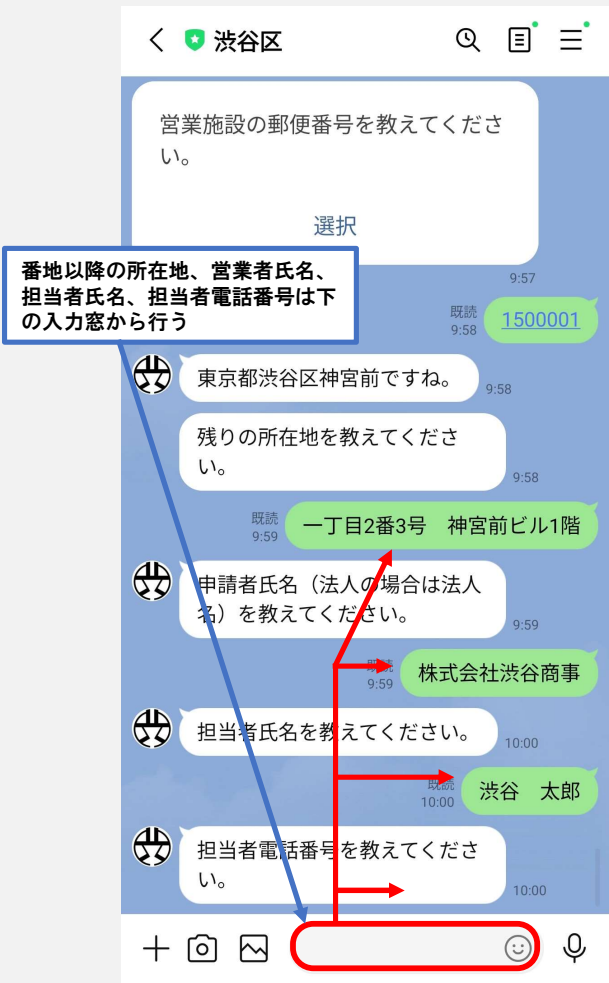 渋谷区
営業施設の郵便番号を教えてくださ
い。
選択
9:57
番地以降の所在地、営業者氏名、
担当者氏名、担当者電話番号は下
の入力窓から行う
既読
9:58
1500001
東京都渋谷区神宮前ですね。
9:58
残りの所在地を教えてくださ
い。
9:58
既読
9:59
一丁目2番3号　神宮前ビル1階
申請者氏名（法人の場合は法人
名）を教えてください。
9:59
既読
9:59
株式会社渋谷商事
担当者氏名を教えてください。
10:00
既読
10:00
渋谷　太郎
担当者電話番号を教えてくださ
い。
10:00